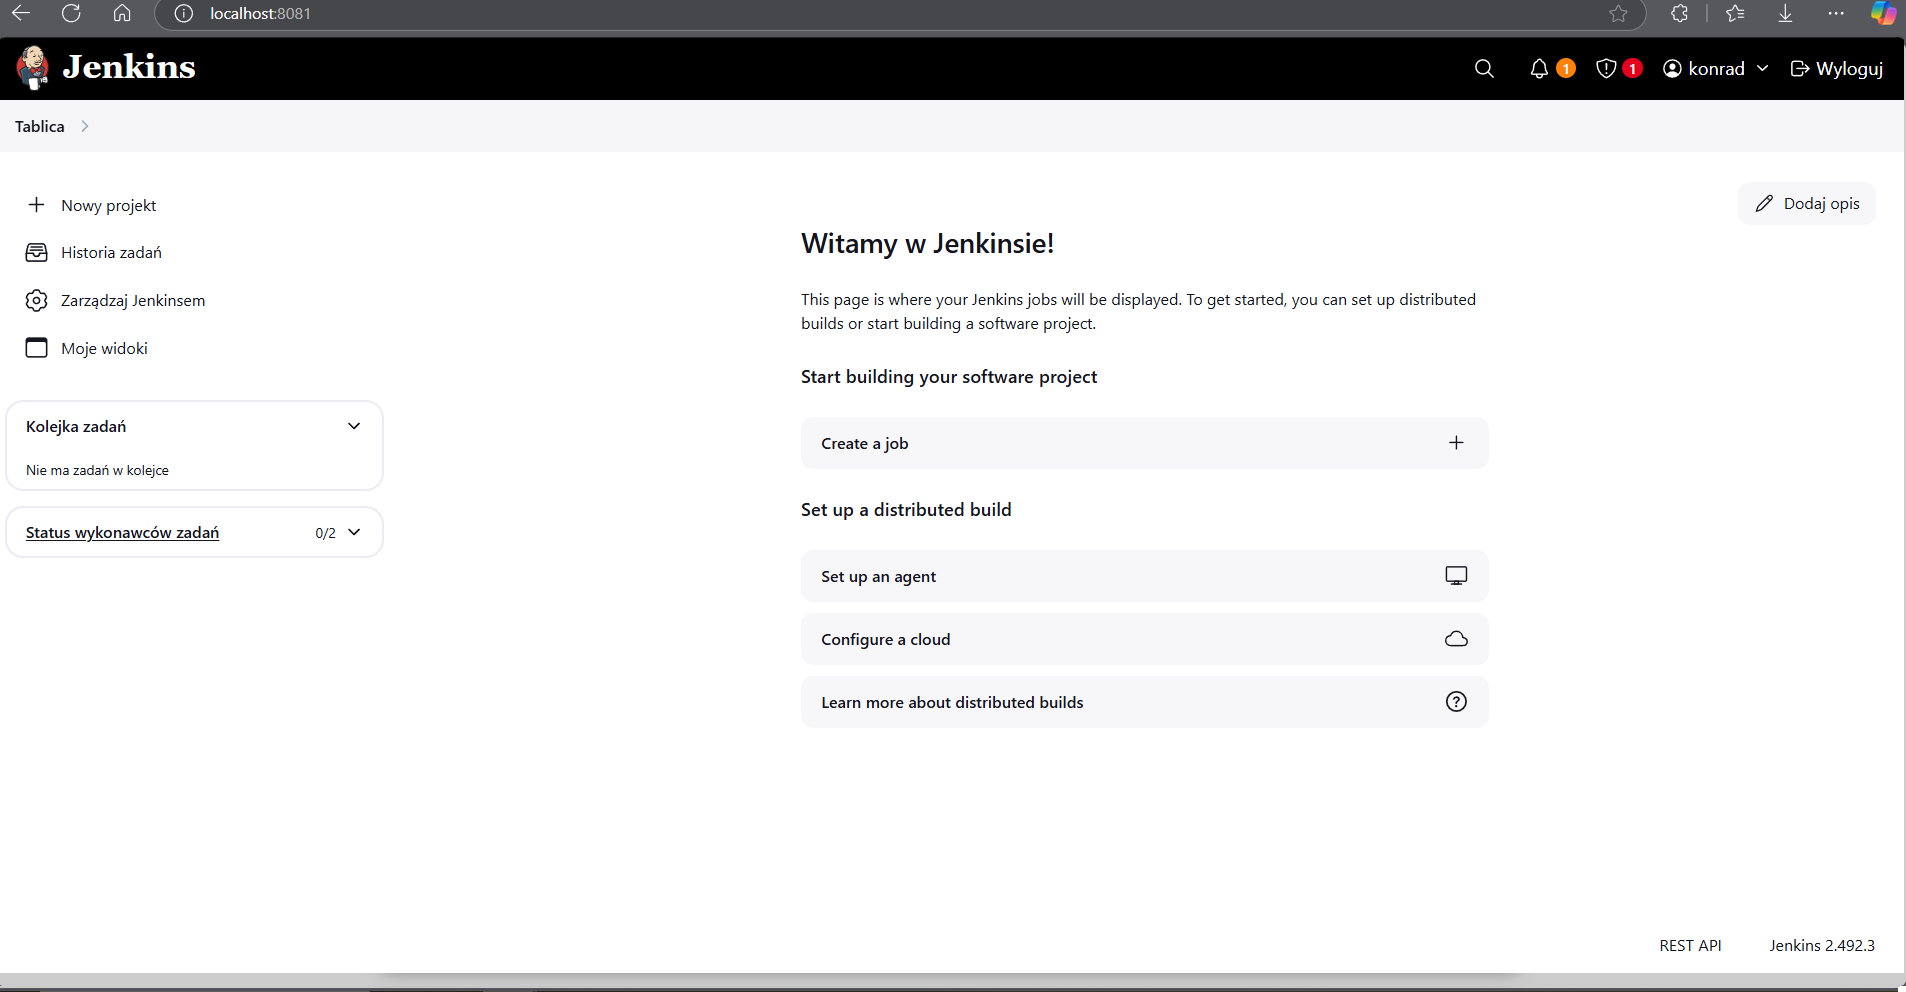 localhost:8081
Jenkins
1
1
konrad
Wyloguj
Tablica
Nowy projekt
Dodaj opis
Historia zadań
Zarządzaj Jenkinsem
Moje widoki
Kolejka zadań
Nie ma zadań w kolejce
Status wykonawców zadań
0/2
Witamy w Jenkinsie!
This page is where your Jenkins jobs will be displayed. To get started, you can set up distributed
builds or start building a software project.
Start building your software project
Create a job
Set up a distributed build
Set up an agent
Configure a cloud
Learn more about distributed builds
REST API
Jenkins 2.492.3